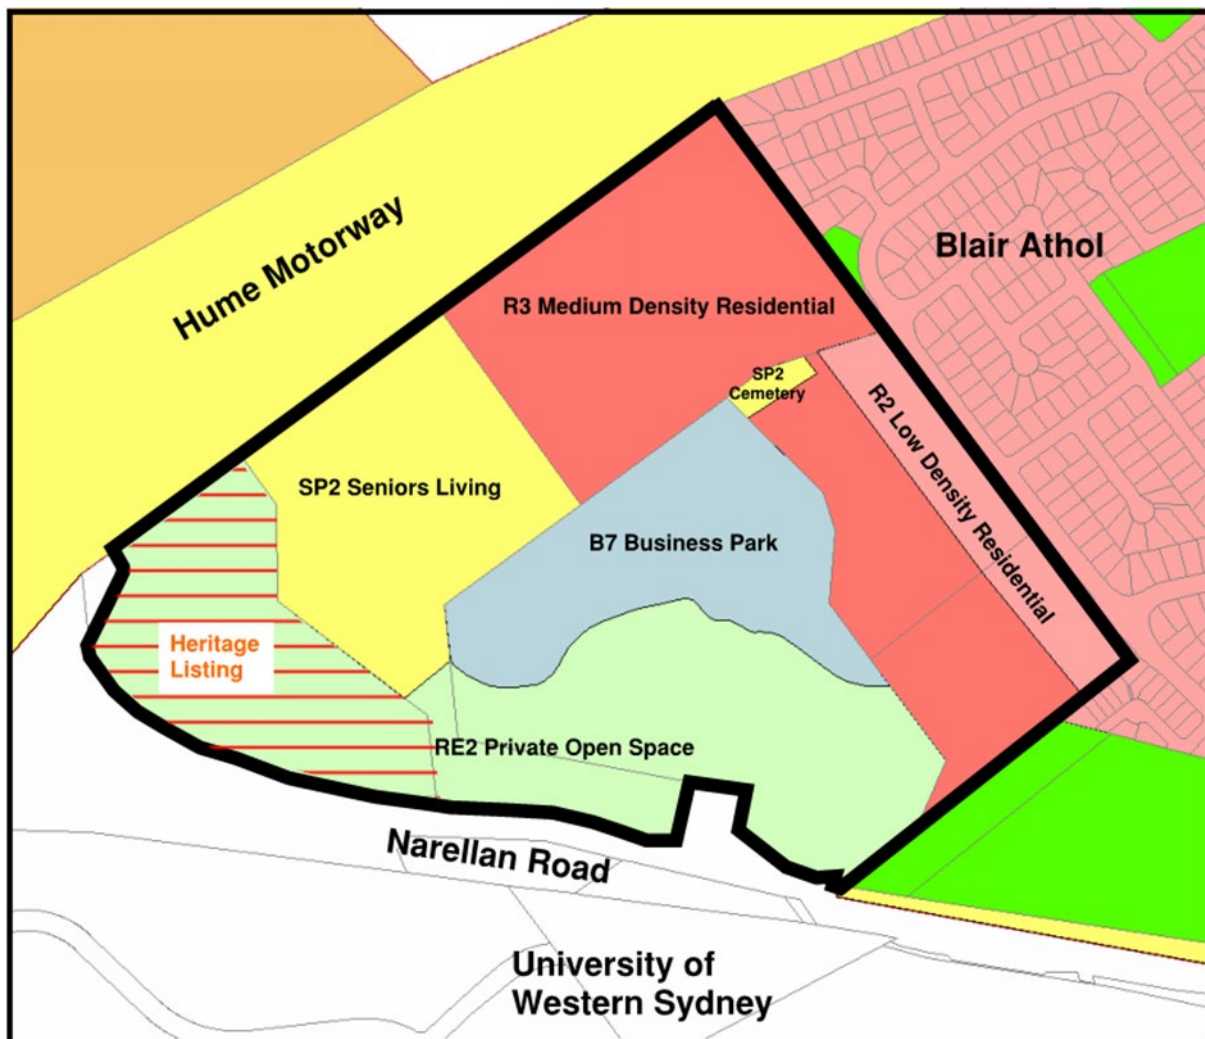 Hume Motorway
Blair Athol
R3 Medium Density Residential
SP2
Cemetery
R2 Low Density Residential
SP2 Seniors Living
B7 Business Park
Heritage
Listing
RE2 Private Open Space
Narellan Road
University of
Western Sydney